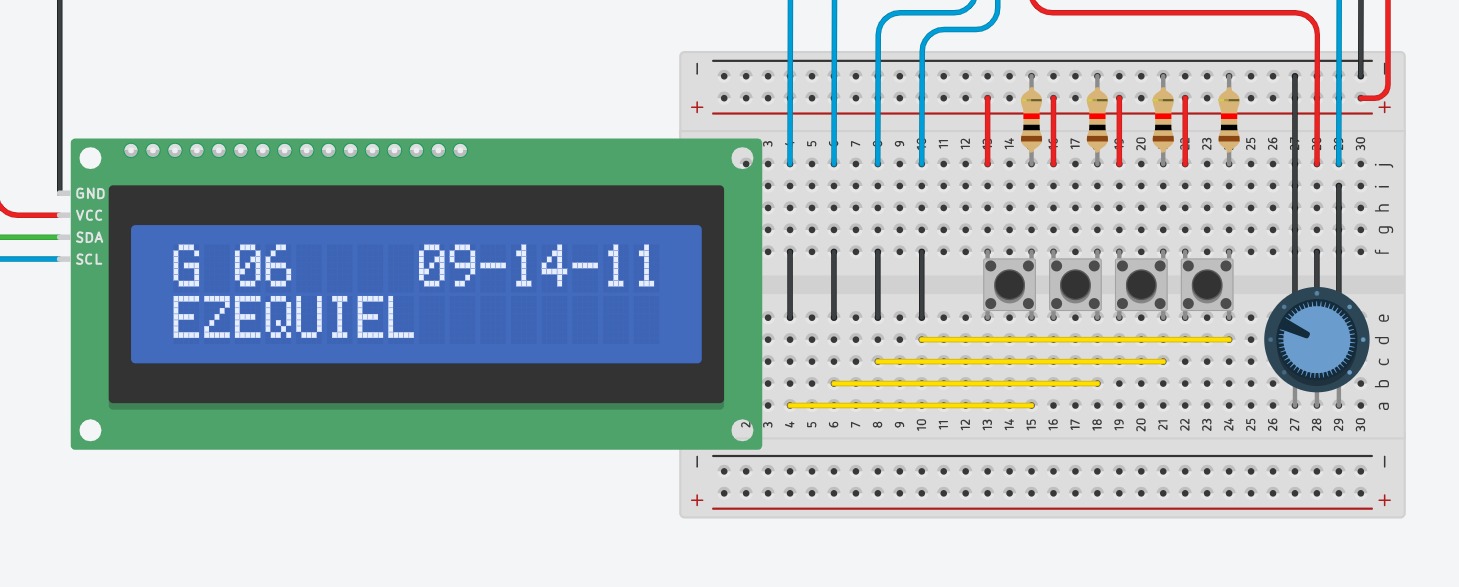 GND
VCC
SDA
SCL
G 06 09-14-11
EZEQUIEL
− −
+ +
3 4 5 6 7 8 9 10 11 12 13 14 15 16 17 18 19 20 21 22 23 24 25 26 27 28 29 30
j
i
h
g
f
e
d
c
b
a
2 3 4 5 6 7 8 9 10 11 12 13 14 15 16 17 18 19 20 21 22 23 24 25 26 27 28 29 30
− −
+ +